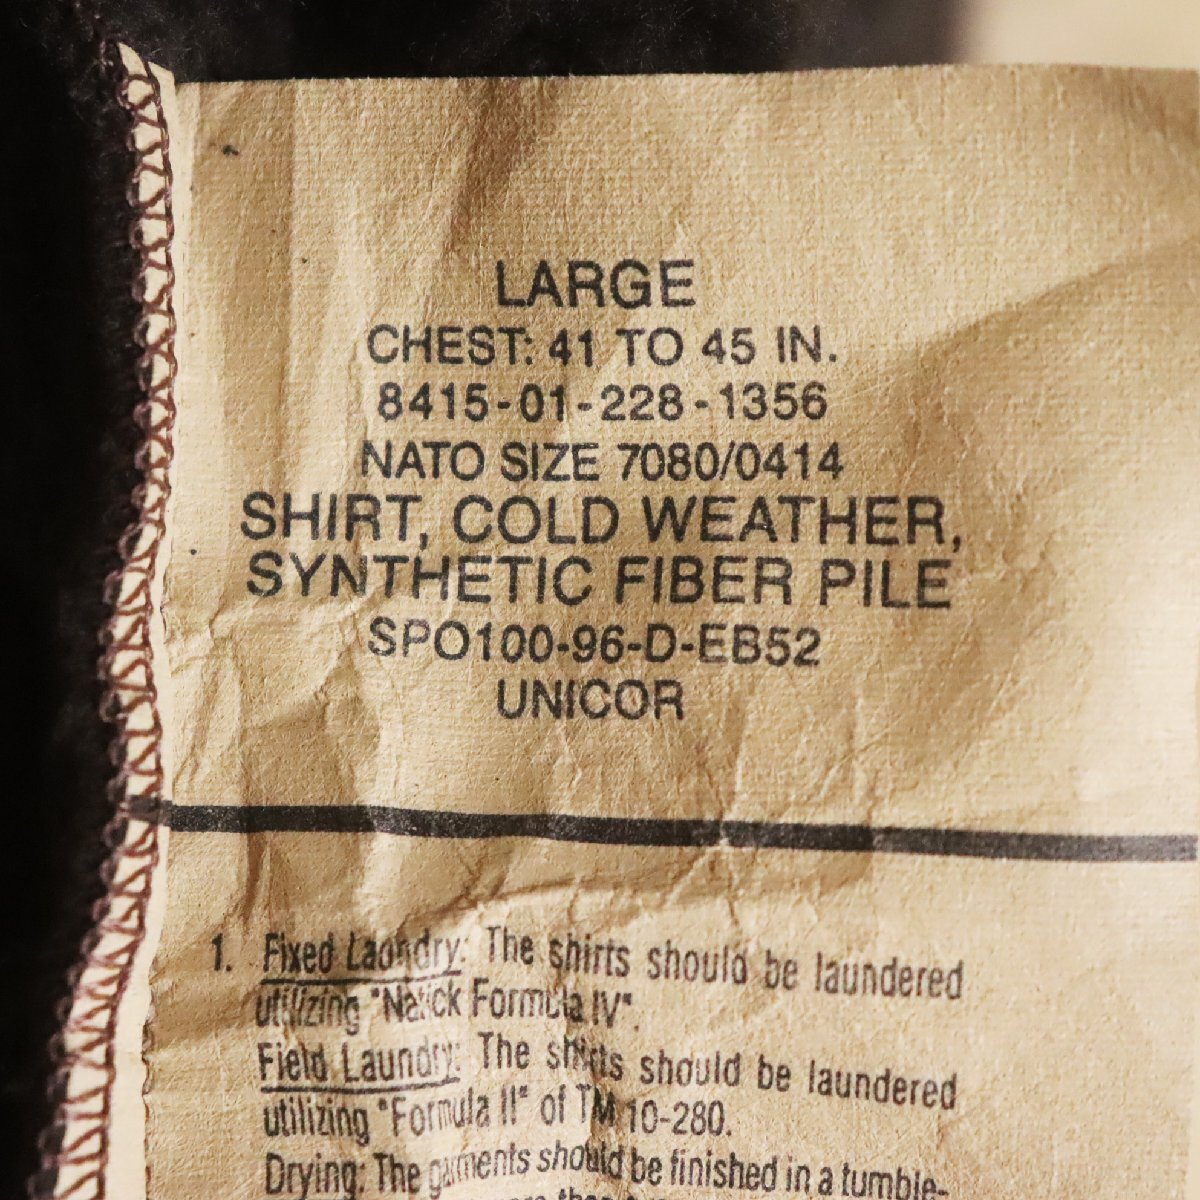 LARGE
CHEST: 41 TO 45 IN.
8415-01-228-1356
NATO SIZE 7080/0414
SHIRT, COLD WEATHER,
SYNTHETIC FIBER PILE
SPO100-96-D-EB52
UNICOR
1. Fixed Laundry: The shirts should be laundered
utilizing "Natick Formula IV".
Field Laundry: The shirts should be laundered
utilizing "Formula II" of TM 10-280.
Drying: The garments should be finished in a tumble-